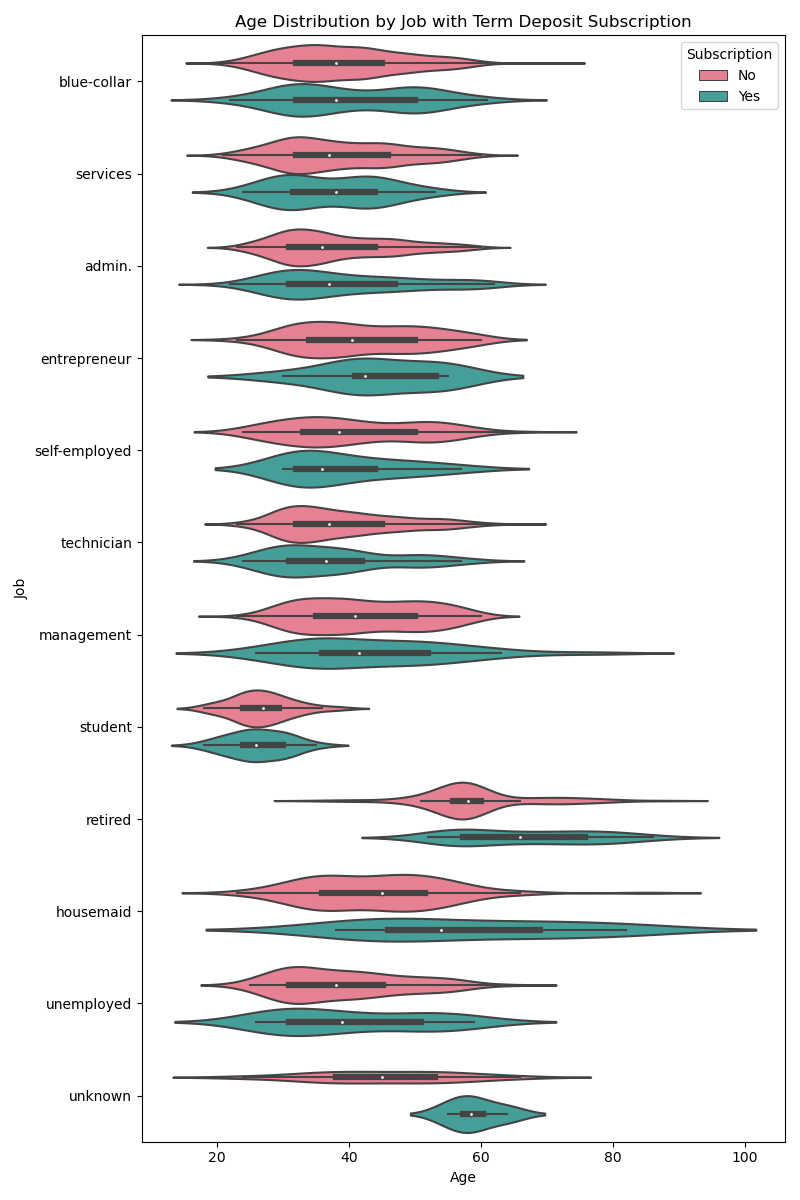 Age Distribution by Job with Term Deposit Subscription
Subscription
No
Yes
blue-collar
services
admin.
entrepreneur
self-employed
technician
management
student
retired
housemaid
unemployed
unknown
Job
20 40 60 80 100
Age